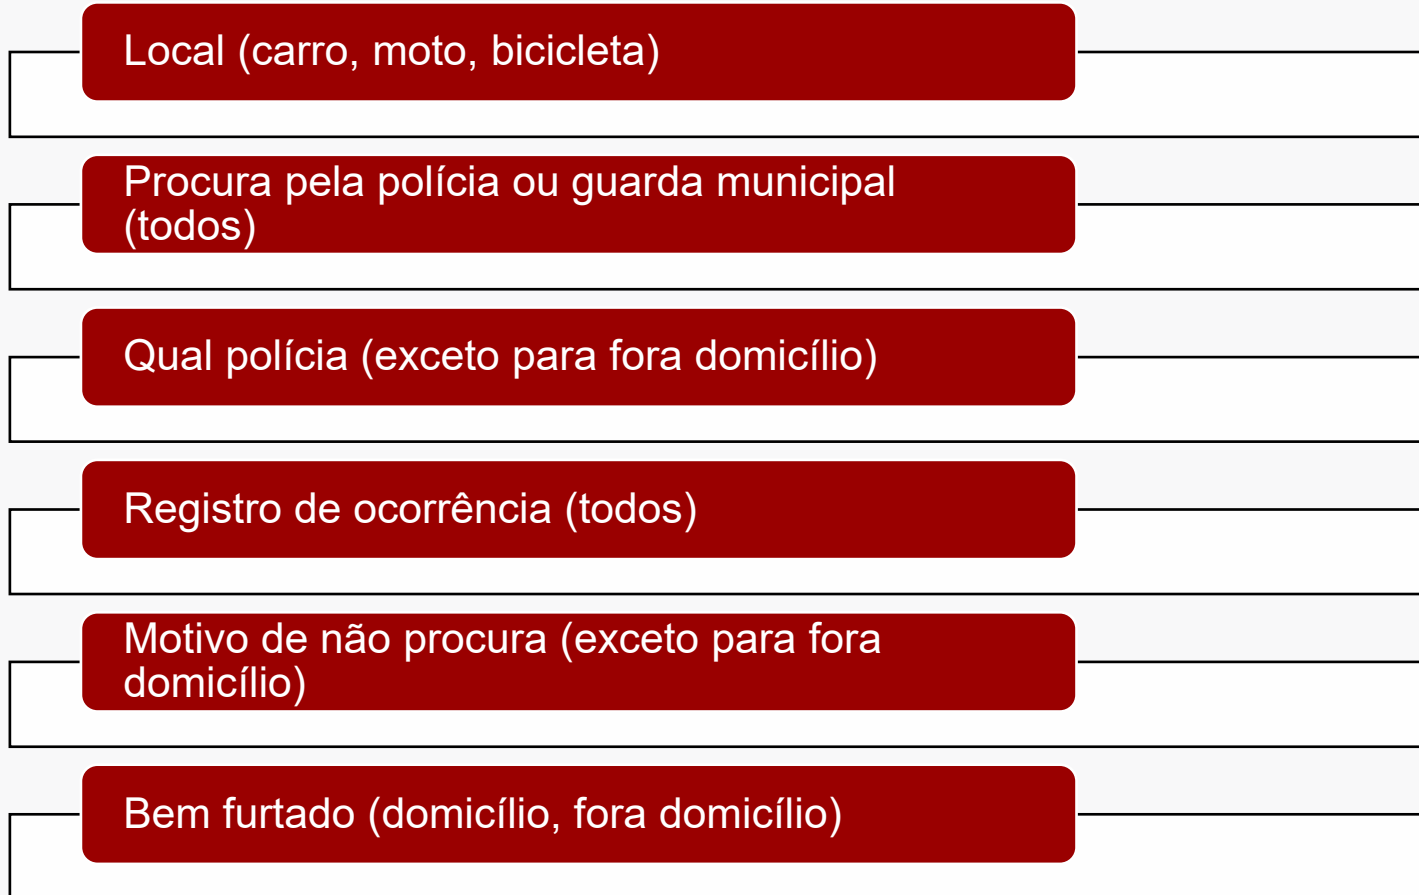 Local (carro, moto, bicicleta)
Procura pela polícia ou guarda municipal
(todos)
Qual polícia (exceto para fora domicílio)
Registro de ocorrência (todos)
Motivo de não procura (exceto para fora
domicílio)
Bem furtado (domicílio, fora domicílio)